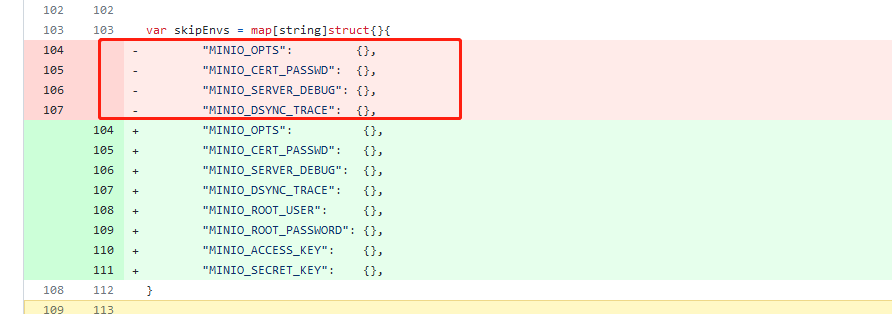 102 102
103 103 var skipEnvs = map[string]struct{}{
104 - "MINIO_OPTS": {},
105 - "MINIO_CERT_PASSWD": {},
106 - "MINIO_SERVER_DEBUG": {},
107 - "MINIO_DSYNC_TRACE": {},
104 + "MINIO_OPTS": {},
105 + "MINIO_CERT_PASSWD": {},
106 + "MINIO_SERVER_DEBUG": {},
107 + "MINIO_DSYNC_TRACE": {},
108 + "MINIO_ROOT_USER": {},
109 + "MINIO_ROOT_PASSWORD": {},
110 + "MINIO_ACCESS_KEY": {},
111 + "MINIO_SECRET_KEY": {},
108 112 }
109 113